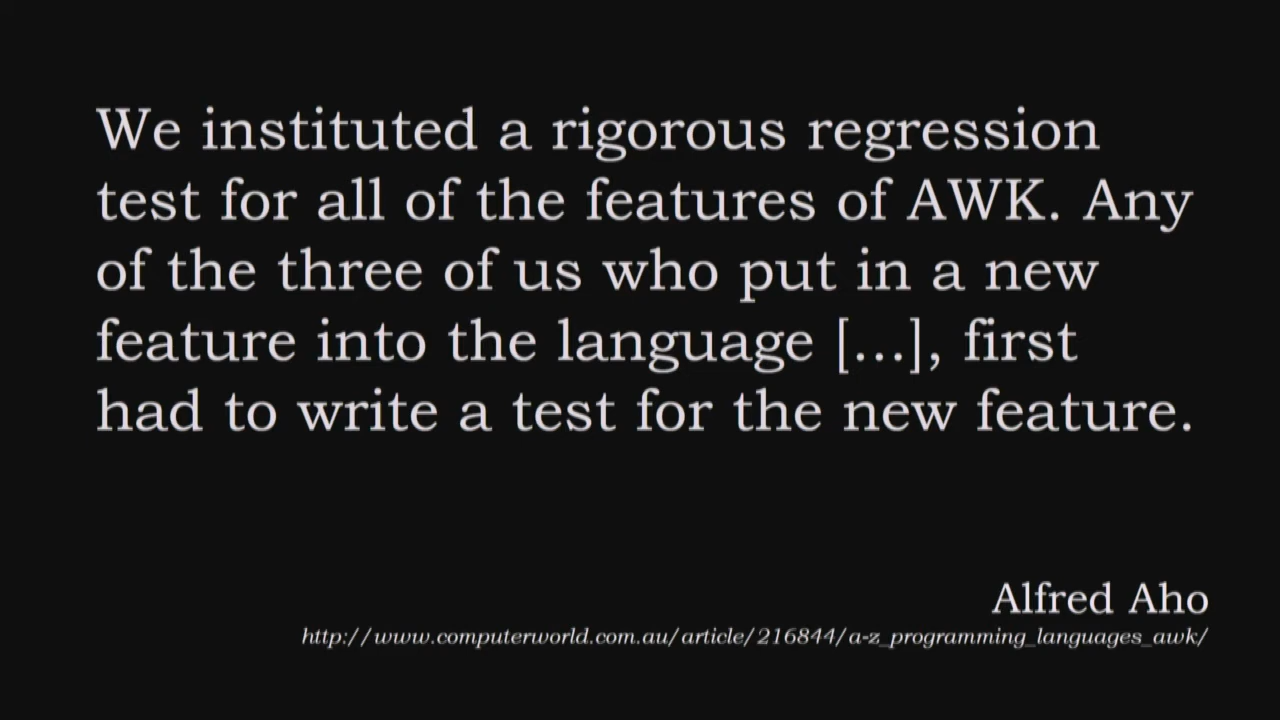 We instituted a rigorous regression
test for all of the features of AWK. Any
of the three of us who put in a new
feature into the language [...], first
had to write a test for the new feature.
Alfred Aho
http://www.computerworld.com.au/article/216844/a-z_programming_languages_awk/